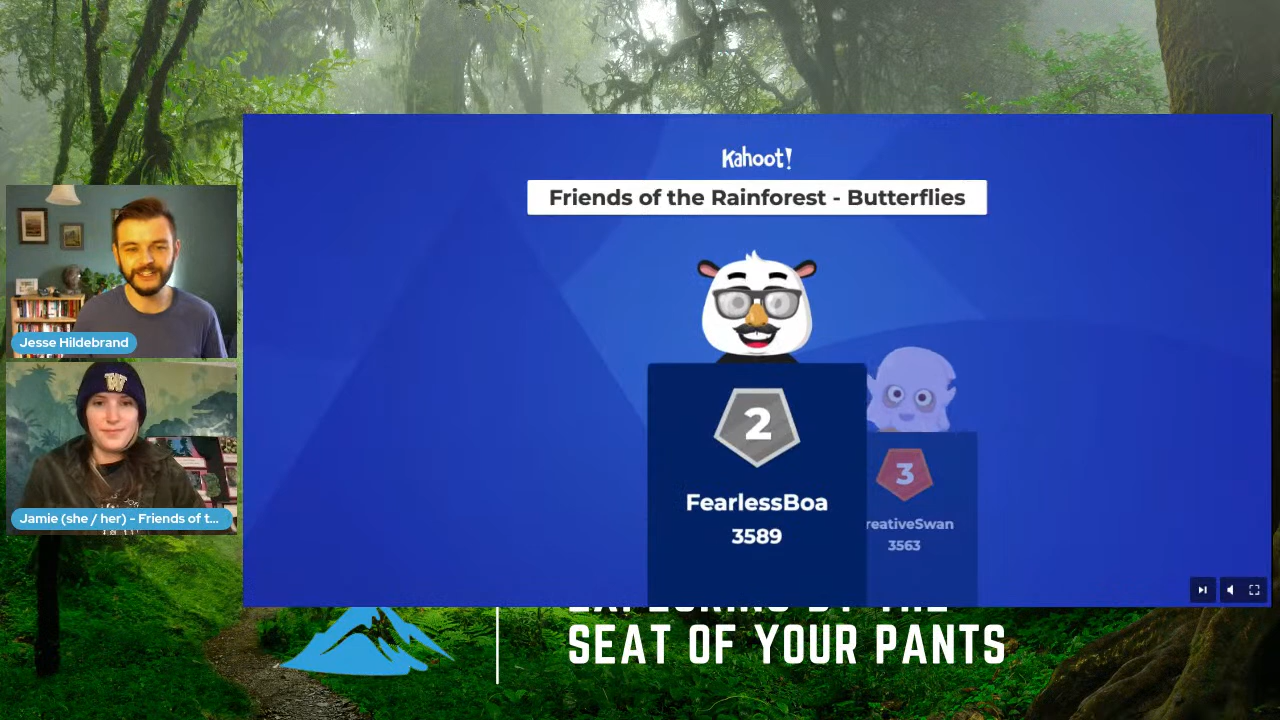 Kahoot!
Friends of the Rainforest - Butterflies
Jesse Hildebrand
W
2
FearlessBoa
3589
3
reativeSwan
3563
Jamie (she / her) - Friends of t...
SEAT OF YOUR PANTS